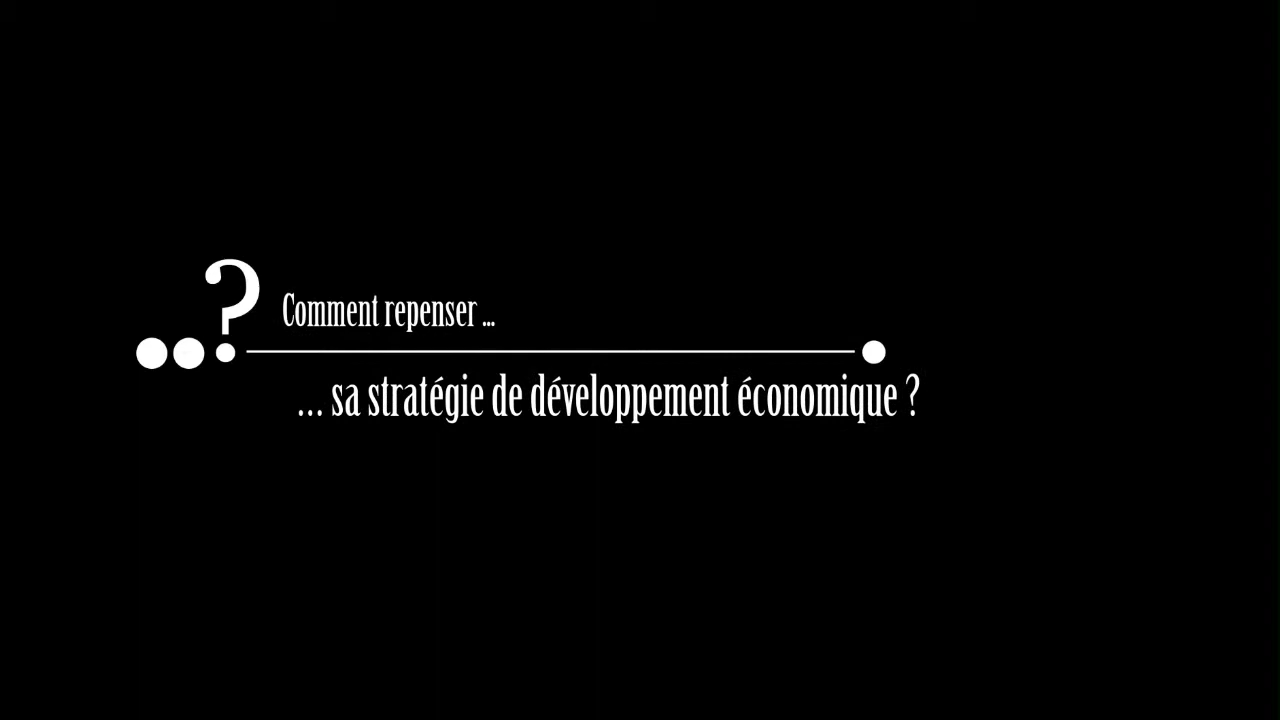 ?
Comment repenser ...
... sa stratégie de développement économique ?